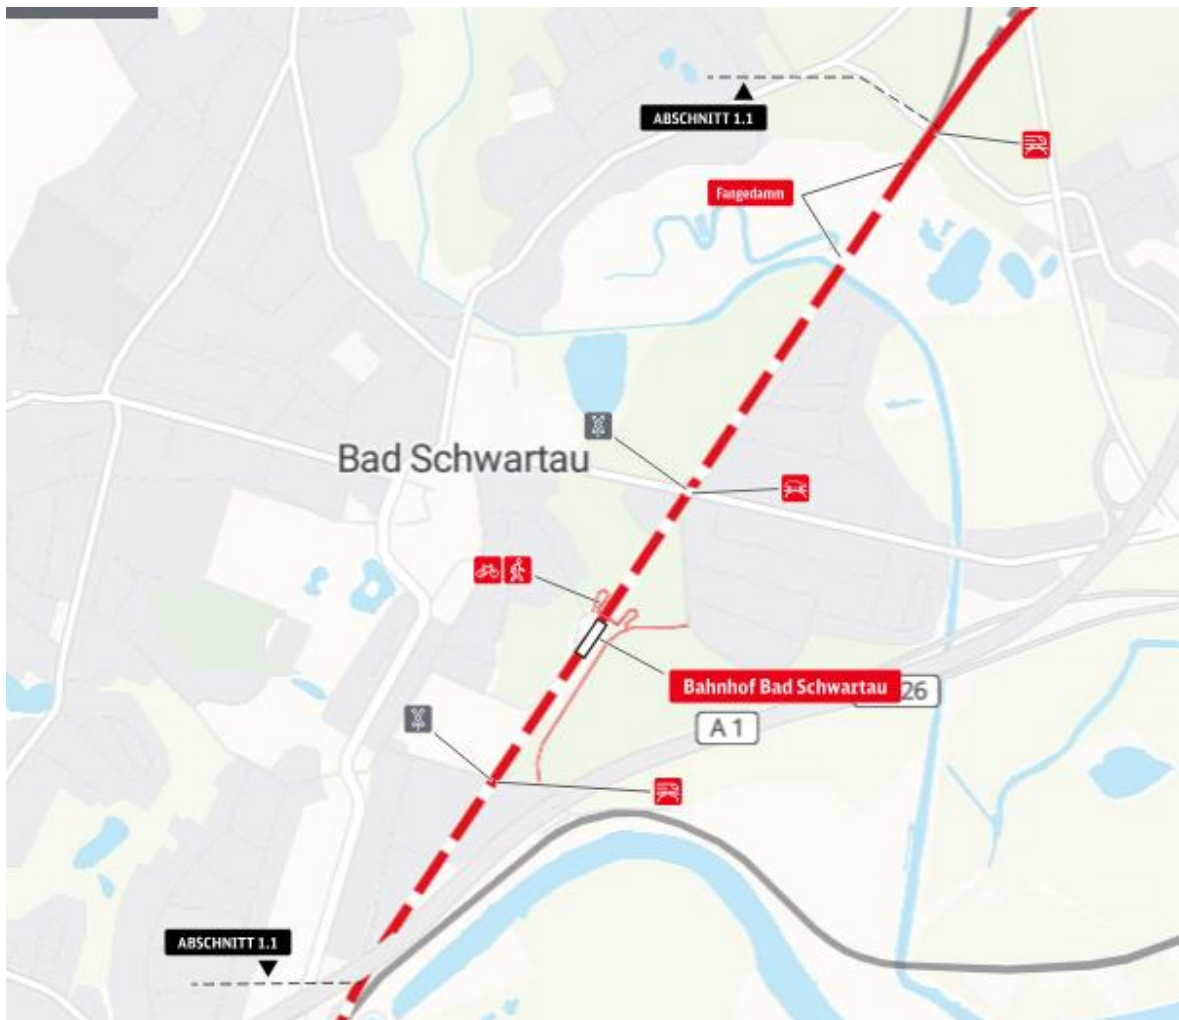 ABSCHNITT 1.1
Fangedamm
Bad Schwartau
Bahnhof Bad Schwartau
26
A 1
ABSCHNITT 1.1